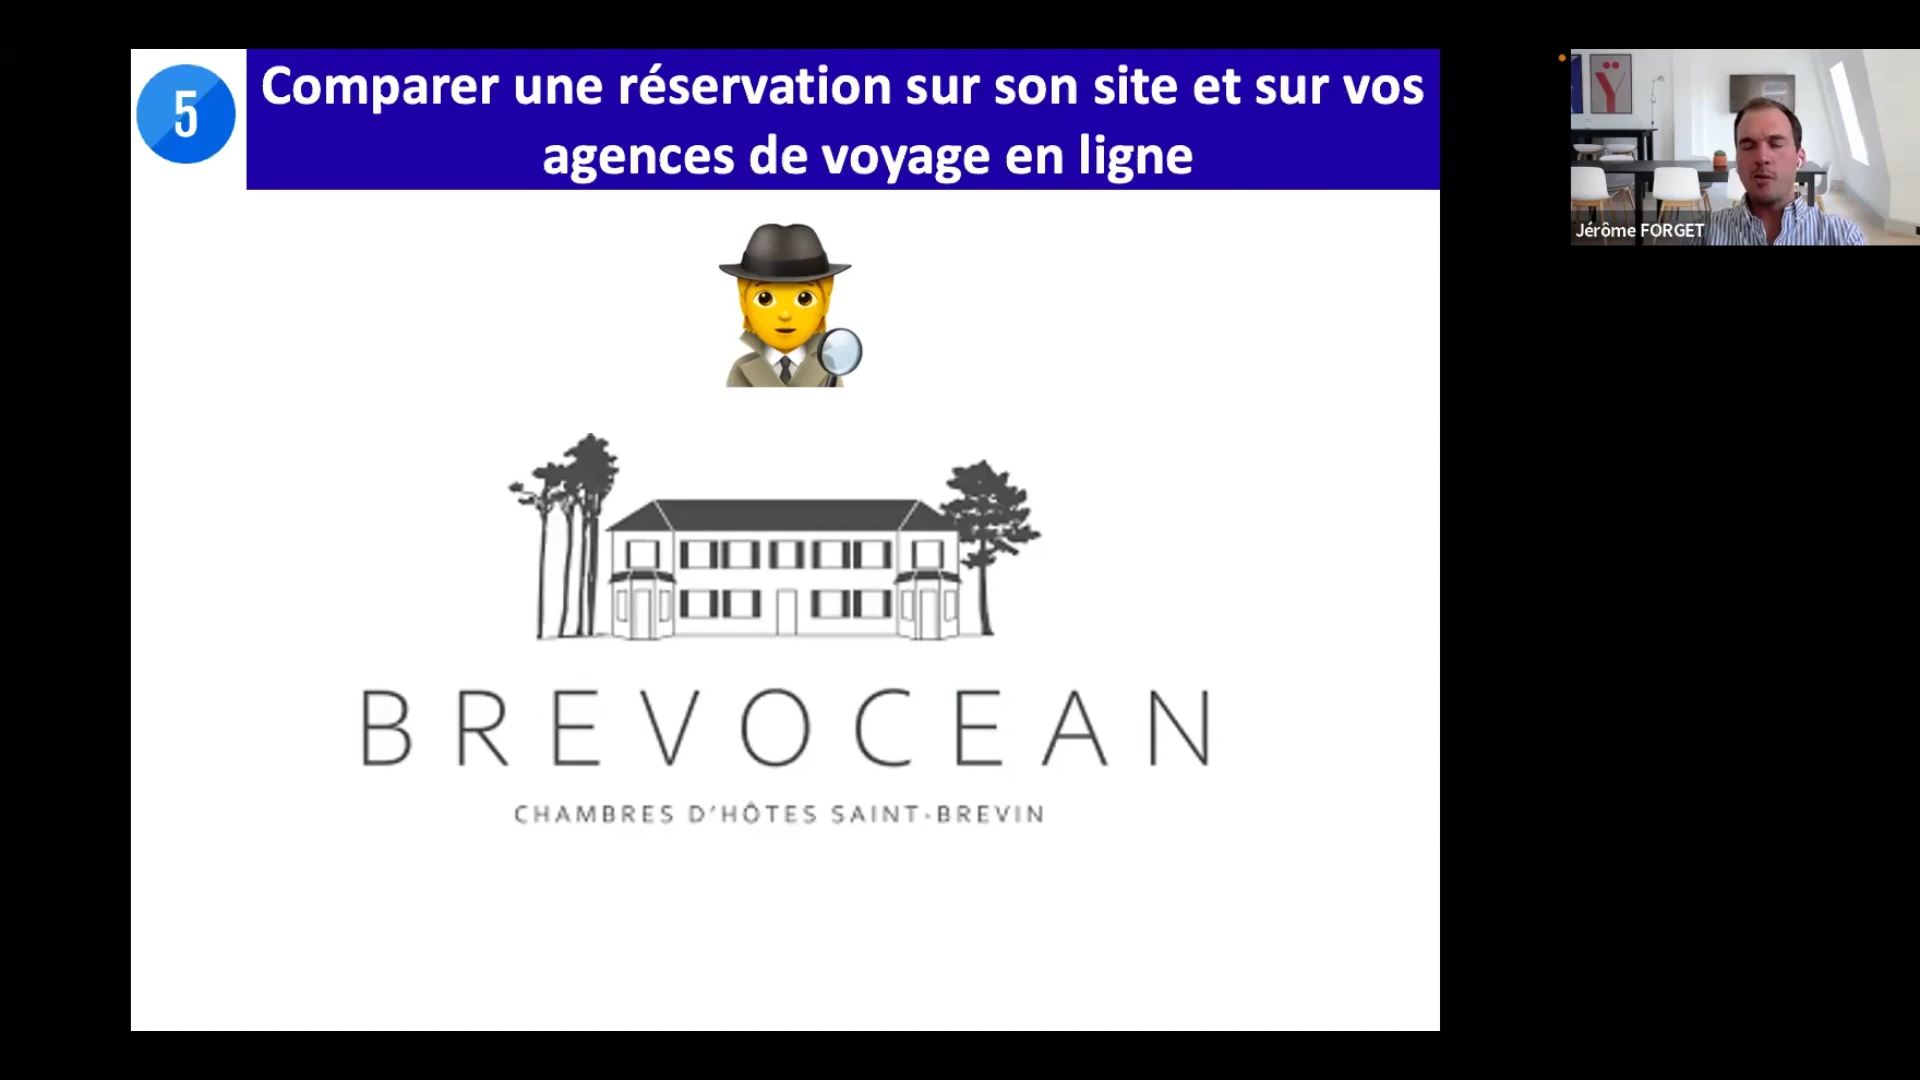 5
Comparer une réservation sur son site et sur vos
agences de voyage en ligne
Jérôme FORGET
BREVOCEAN
CHAMBRES D'HÔTES SAINT-BREVIN